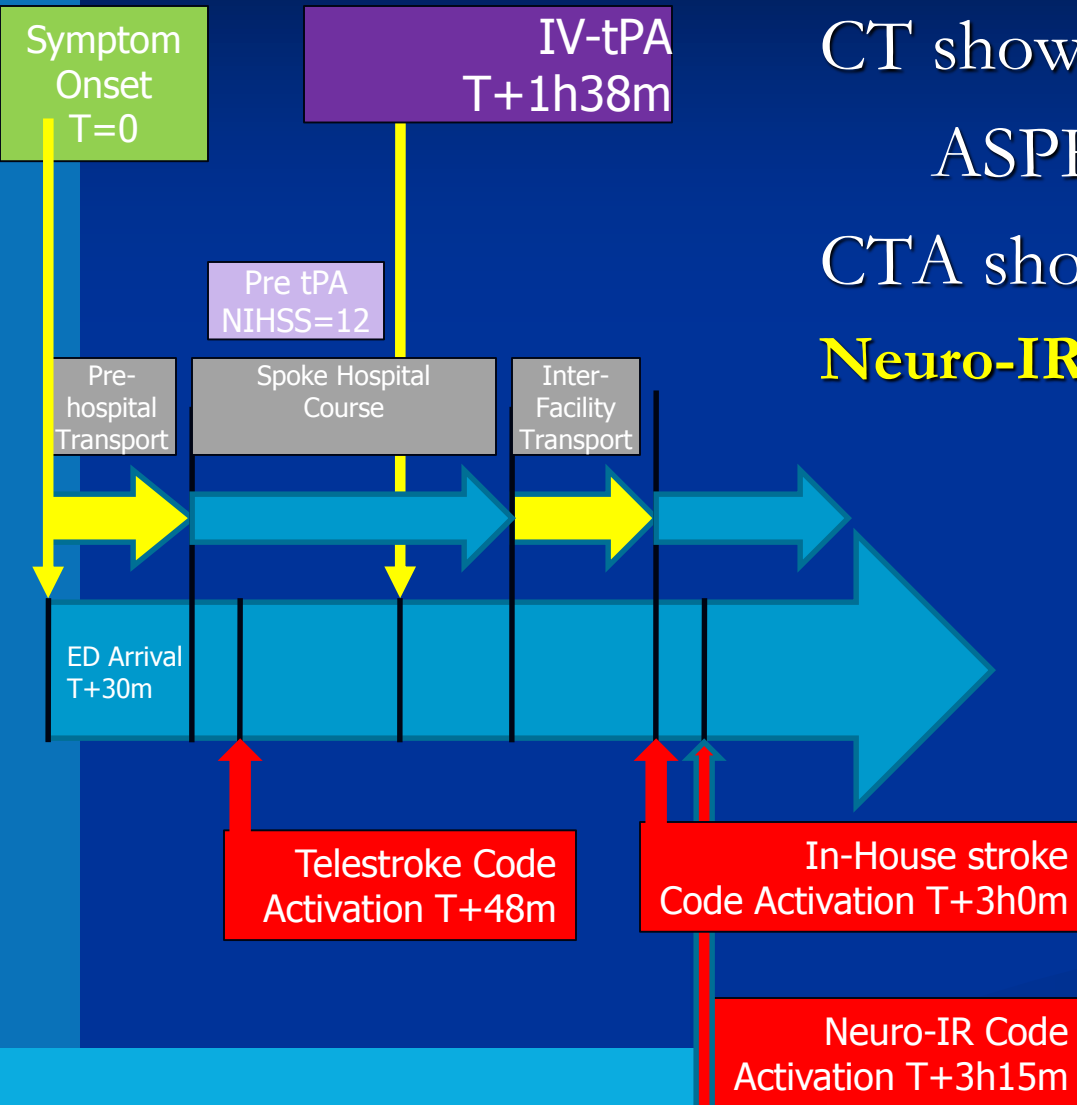 Symptom
Onset
T=0
IV-tPA
T+1h38m
CT show
ASPE
CTA sho
Neuro-IR
Pre tPA
NIHSS=12
Pre-
hospital
Transport
Spoke Hospital
Course
Inter-
Facility
Transport
ED Arrival
T+30m
Telestroke Code
Activation T+48m
In-House stroke
Code Activation T+3h0m
Neuro-IR Code
Activation T+3h15m